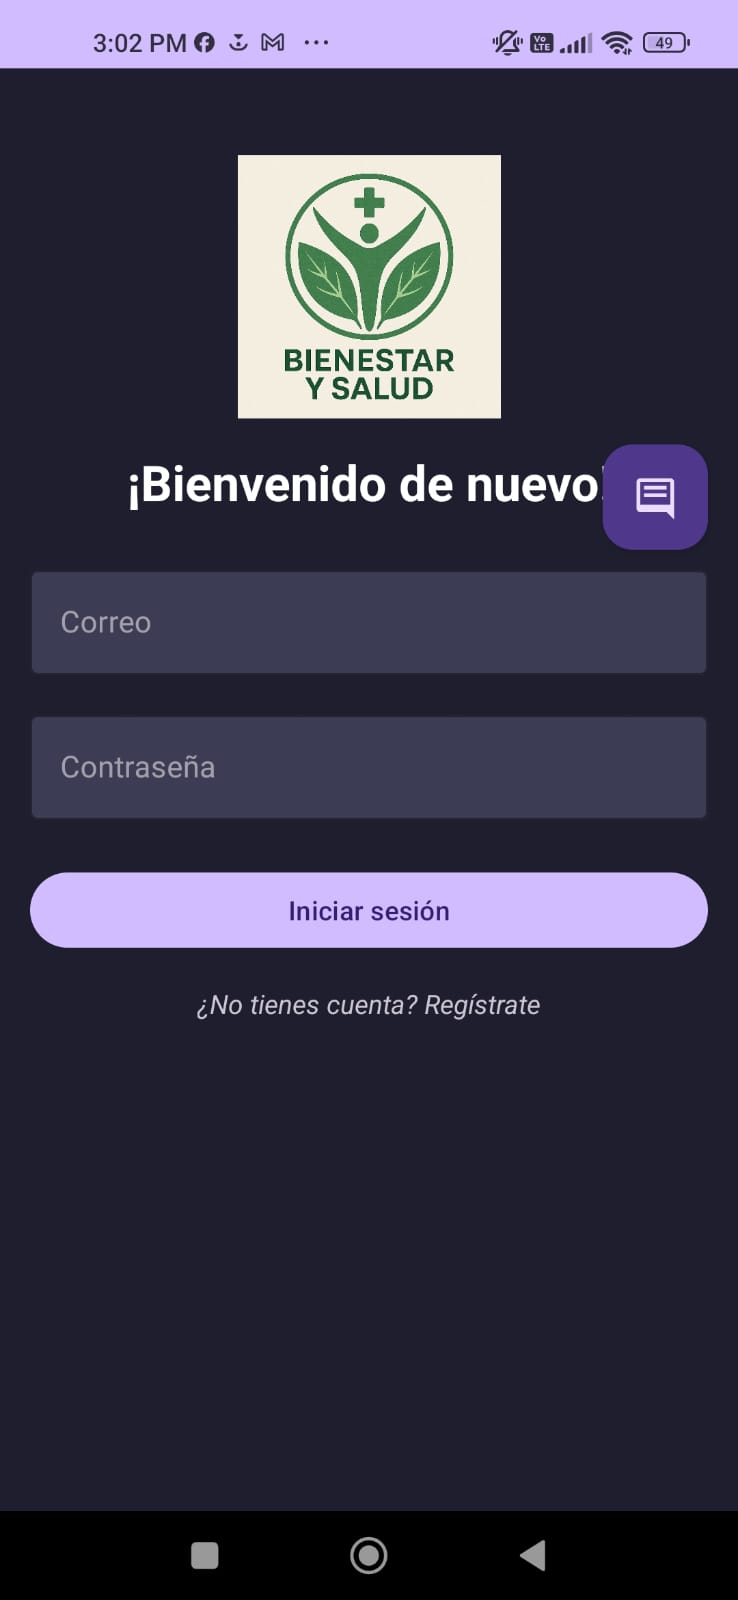 3:02 PM
Vo LTE
49
BIENESTAR
Y SALUD
¡Bienvenido de nuevo!
Correo
Contraseña
Iniciar sesión
¿No tienes cuenta? Regístrate